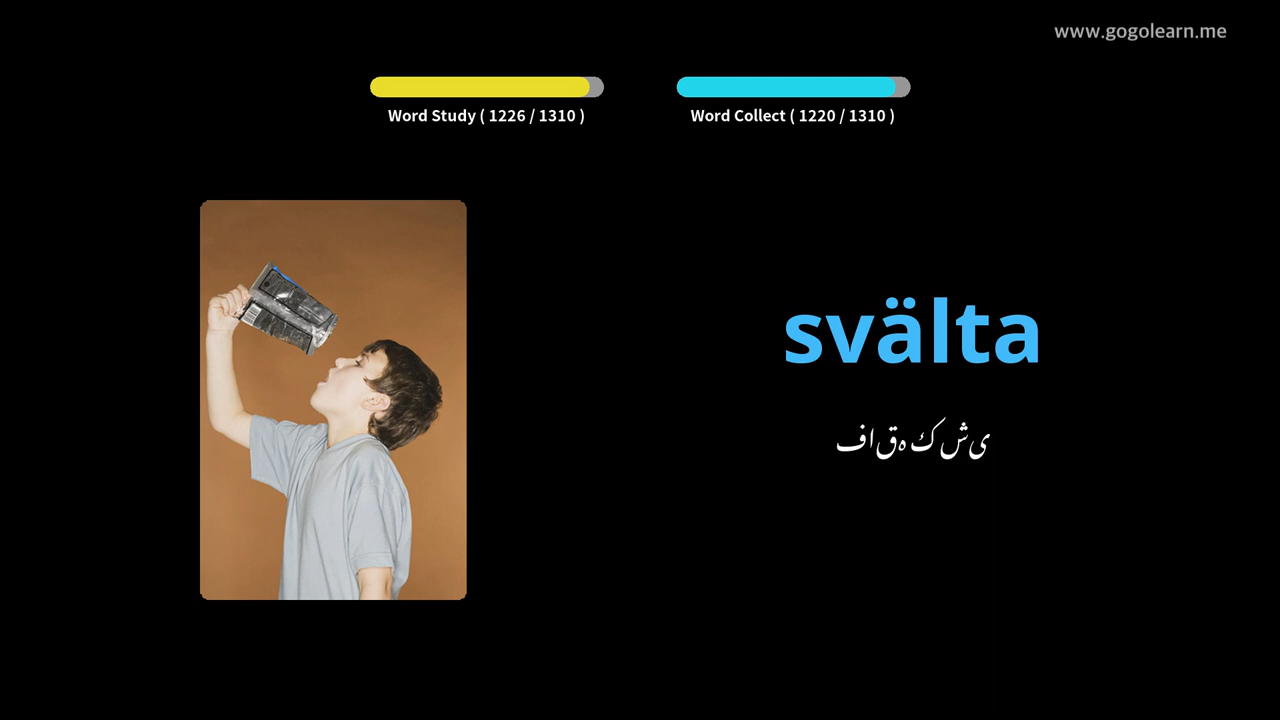 www.gogolearn.me
Word Study ( 1226 / 1310 )
Word Collect ( 1220 / 1310 )
svälta
فاقہ کشی